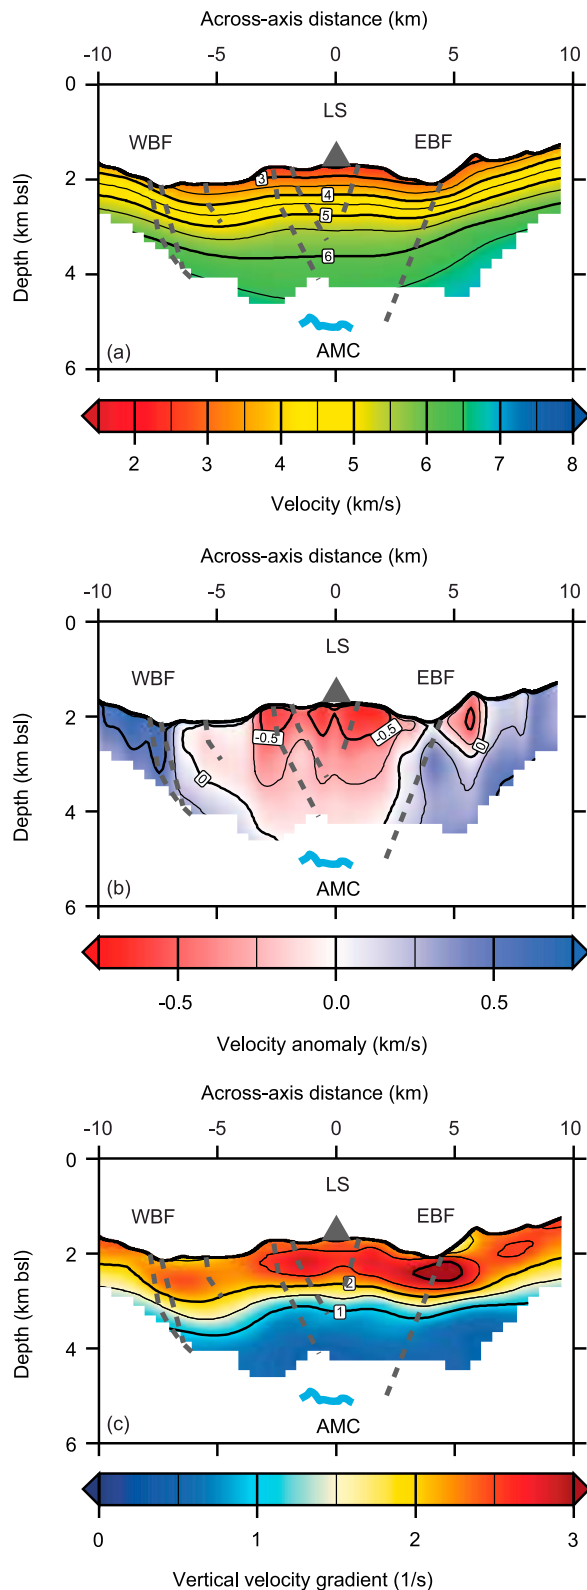 Across-axis distance (km)
-10 -5 0 5 10
0
LS
WBF EBF
2
3
4
5
Depth (km bsl)
6
4
AMC
(a)
6
2 3 4 5 6 7 8
Velocity (km/s)
Across-axis distance (km)
-10 -5 0 5 10
0
LS
WBF EBF
2
-0.5 -0.5 0
0
Depth (km bsl)
4
AMC
(b)
6
-0.5 0.0 0.5
Velocity anomaly (km/s)
Across-axis distance (km)
-10 -5 0 5 10
0
LS
WBF EBF
2
2
1
Depth (km bsl)
4
AMC
(c)
6
0 1 2 3
Vertical velocity gradient (1/s)